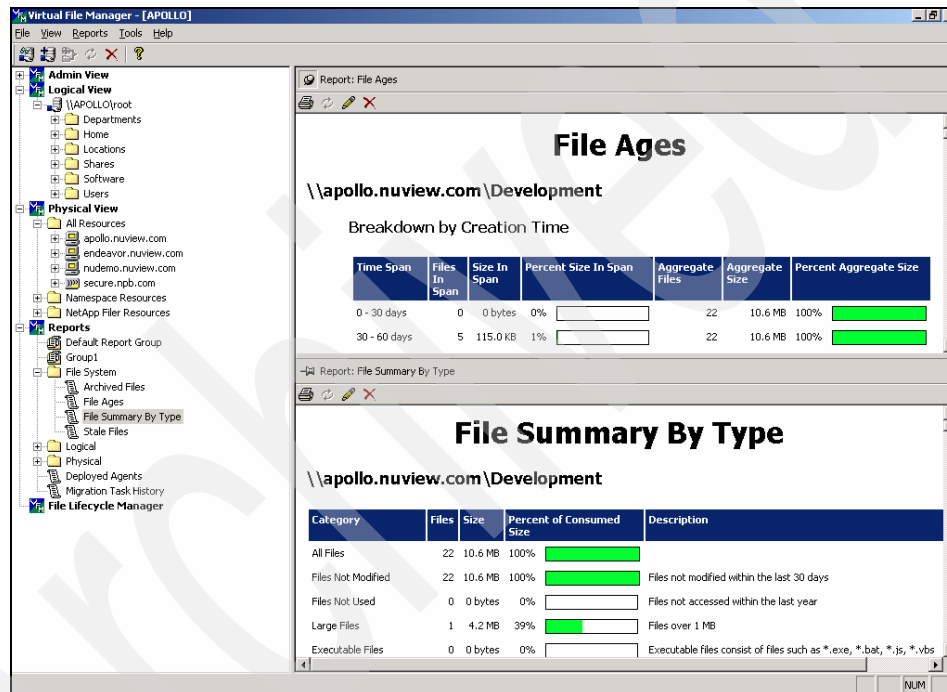 Virtual File Manager - [APOLLO]
File View Reports Tools Help
Admin View
Logical View
\\APOLLO\root
Departments
Home
Locations
Shares
Software
Users
Physical View
All Resources
apollo.nuview.com
endeavor.nuview.com
nudemo.nuview.com
secure.npb.com
Namespace Resources
NetApp Filer Resources
Reports
Default Report Group
Group1
File System
Archived Files
File Ages
File Summary By Type
Stale Files
Logical
Physical
Deployed Agents
Migration Task History
File Lifecycle Manager
Report: File Ages
File Ages
\\apollo.nuview.com\Development
Breakdown by Creation Time
Time Span Files In Span Size In Span Percent Size In Span Aggregate Files Aggregate Size Percent Aggregate Size
0 - 30 days 0 0 bytes 0% 22 10.6 MB 100%
30 - 60 days 5 115.0 KB 1% 22 10.6 MB 100%
Report: File Summary By Type
File Summary By Type
\\apollo.nuview.com\Development
Category Files Size Percent of Consumed Size Description
All Files 22 10.6 MB 100%
Files Not Modified 22 10.6 MB 100% Files not modified within the last 30 days
Files Not Used 0 0 bytes 0% Files not accessed within the last year
Large Files 1 4.2 MB 39% Files over 1 MB
Executable Files 0 0 bytes 0% Executable files consist of files such as *.exe, *.bat, *.js, *.vbs
NUM